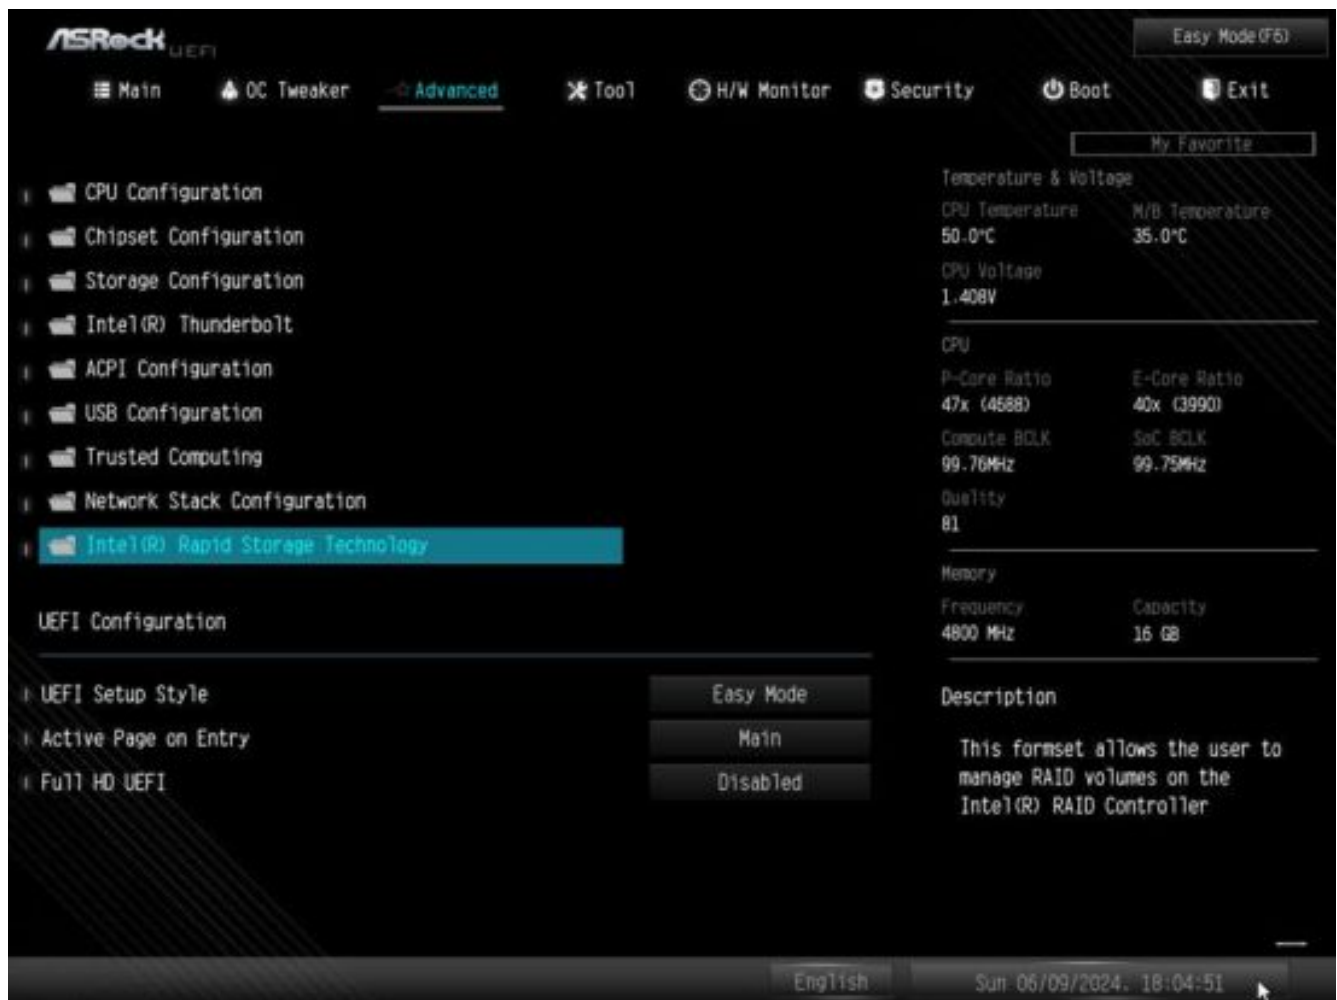 ASRock UEFI
Easy Mode(F6)
Main OC Tweaker Advanced Tool H/W Monitor Security Boot Exit
My Favorite
CPU Configuration
Chipset Configuration
Storage Configuration
Intel(R) Thunderbolt
ACPI Configuration
USB Configuration
Trusted Computing
Network Stack Configuration
Intel(R) Rapid Storage Technology
UEFI Configuration
UEFI Setup Style Easy Mode
Active Page on Entry Main
Full HD UEFI Disabled
Temperature & Voltage
CPU Temperature M/B Temperature
50.0°C 35.0°C
CPU Voltage
1.408V
CPU
P-Core Ratio E-Core Ratio
47x (4688) 40x (3990)
Compute BCLK SoC BCLK
99.76MHz 99.75MHz
Quality
81
Memory
Frequency Capacity
4800 MHz 16 GB
Description
This formset allows the user to
manage RAID volumes on the
Intel(R) RAID Controller
English Sun 06/09/2024, 18:04:51